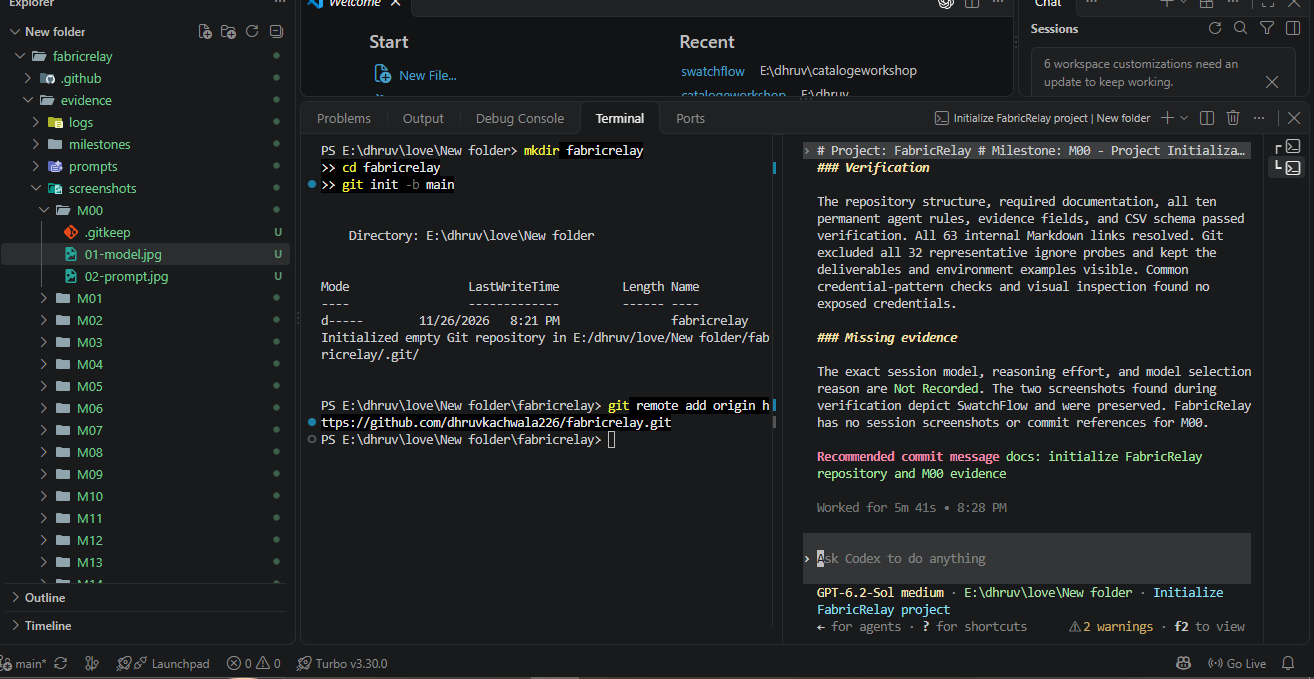 Explorer
New folder
fabricrelay
.github
evidence
logs
milestones
prompts
screenshots
M00
.gitkeep U
01-model.jpg U
02-prompt.jpg U
M01
M02
M03
M04
M05
M06
M07
M08
M09
M10
M11
M12
M13
M14
Outline
Timeline
Welcome
Start
New File...
Recent
swatchflow E:\dhruv\catalogeworkshop
catalogeworkshop E:\dhruv
Chat
Sessions
6 workspace customizations need an
update to keep working.
Problems Output Debug Console Terminal Ports
Initialize FabricRelay project | New folder
PS E:\dhruv\love\New folder> mkdir fabricrelay
>> cd fabricrelay
>> git init -b main
Directory: E:\dhruv\love\New folder
Mode LastWriteTime Length Name
---- ------------- ------ ----
d----- 11/26/2026 8:21 PM fabricrelay
Initialized empty Git repository in E:/dhruv/love/New folder/fab
ricrelay/.git/
PS E:\dhruv\love\New folder\fabricrelay> git remote add origin h
ttps://github.com/dhruvkachwala226/fabricrelay.git
PS E:\dhruv\love\New folder\fabricrelay>
› # Project: FabricRelay # Milestone: M00 - Project Initializa…
### Verification
The repository structure, required documentation, all ten
permanent agent rules, evidence fields, and CSV schema passed
verification. All 63 internal Markdown links resolved. Git
excluded all 32 representative ignore probes and kept the
deliverables and environment examples visible. Common
credential-pattern checks and visual inspection found no
exposed credentials.
### Missing evidence
The exact session model, reasoning effort, and model selection
reason are Not Recorded. The two screenshots found during
verification depict SwatchFlow and were preserved. FabricRelay
has no session screenshots or commit references for M00.
Recommended commit message docs: initialize FabricRelay
repository and M00 evidence
Worked for 5m 41s • 8:28 PM
› Ask Codex to do anything
GPT-6.2-Sol medium · E:\dhruv\love\New folder · Initialize
FabricRelay project
← for agents · ? for shortcuts ⚠2 warnings · f2 to view
main* Launchpad 0 0 Turbo v3.30.0 Go Live